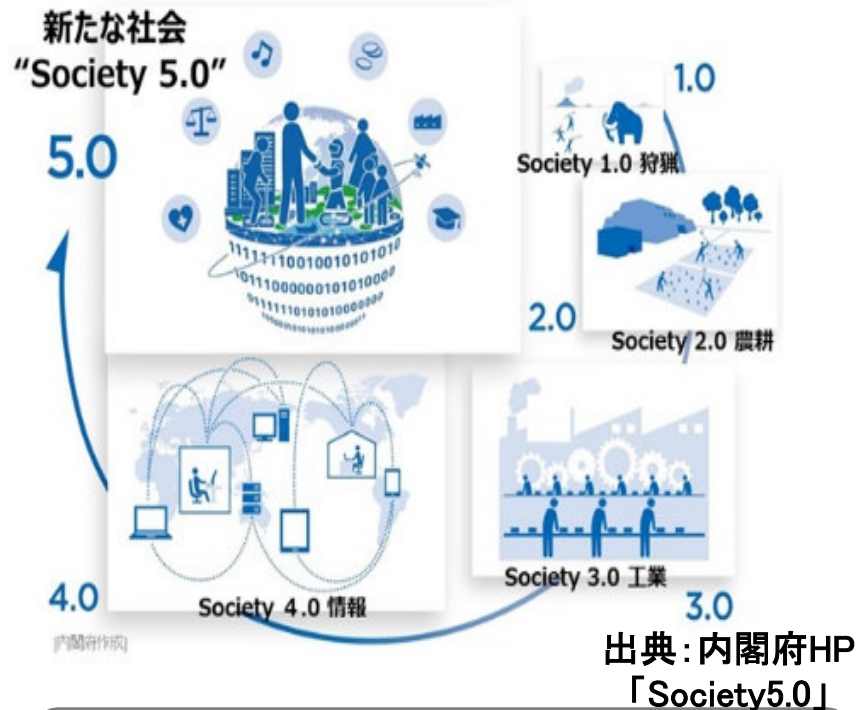 新たな社会
“Society 5.0”
5.0
1.0
Society 1.0 狩猟
2.0
Society 2.0 農耕
Society 3.0 工業
3.0
4.0
Society 4.0 情報
[内閣府作成]
出典：内閣府HP
「Society5.0」